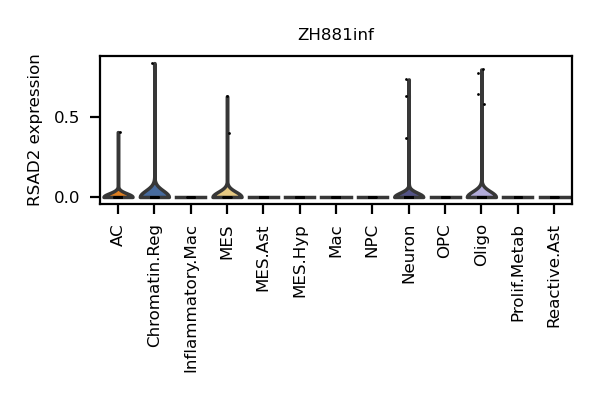 ZH881inf
RSAD2 expression
0.5
0.0
AC
Chromatin.Reg
Inflammatory.Mac
MES
MES.Ast
MES.Hyp
Mac
NPC
Neuron
OPC
Oligo
Prolif.Metab
Reactive.Ast